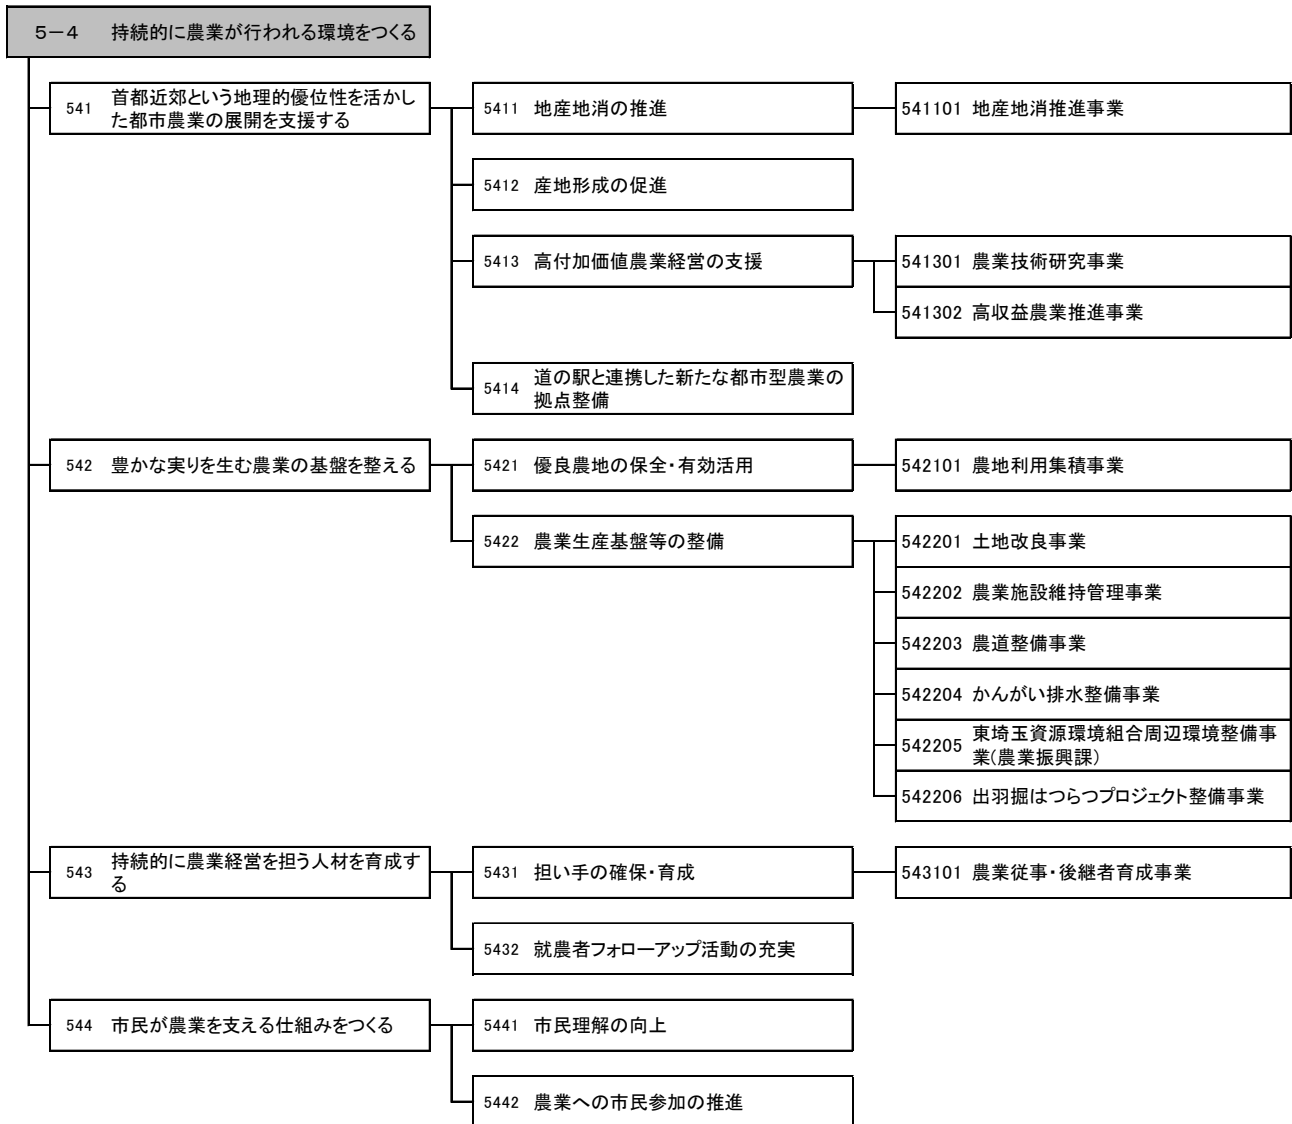 5－4 持続的に農業が行われる環境をつくる
541 首都近郊という地理的優位性を活かし
た都市農業の展開を支援する
5411 地産地消の推進
541101 地産地消推進事業
5412 産地形成の促進
5413 高付加価値農業経営の支援
541301 農業技術研究事業
541302 高収益農業推進事業
5414 道の駅と連携した新たな都市型農業の
拠点整備
542 豊かな実りを生む農業の基盤を整える
5421 優良農地の保全・有効活用
542101 農地利用集積事業
5422 農業生産基盤等の整備
542201 土地改良事業
542202 農業施設維持管理事業
542203 農道整備事業
542204 かんがい排水整備事業
542205 東埼玉資源環境組合周辺環境整備事
業(農業振興課)
542206 出羽掘はつらつプロジェクト整備事業
543 持続的に農業経営を担う人材を育成す
る
5431 担い手の確保・育成
543101 農業従事・後継者育成事業
5432 就農者フォローアップ活動の充実
544 市民が農業を支える仕組みをつくる
5441 市民理解の向上
5442 農業への市民参加の推進